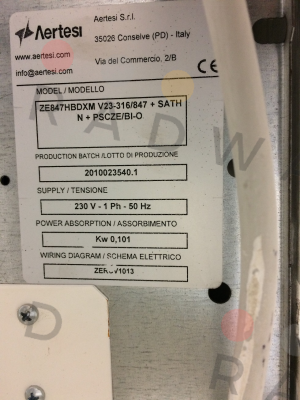 Aertesi
Aertesi S.r.l.
35026 Conselve (PD) - Italy
www.aertesi.com
info@aertesi.com
Via del Commercio, 2/B
CE
MODEL / MODELLO
ZE847HBDXM V23-316/847 + SATH
N + PSCZE/BI-O
PRODUCTION BATCH /LOTTO DI PRODUZIONE
2010023540.1
SUPPLY / TENSIONE
230 V - 1 Ph - 50 Hz
POWER ABSORPTION / ASSORBIMENTO
Kw 0,101
WIRING DIAGRAM / SCHEMA ELETTRICO